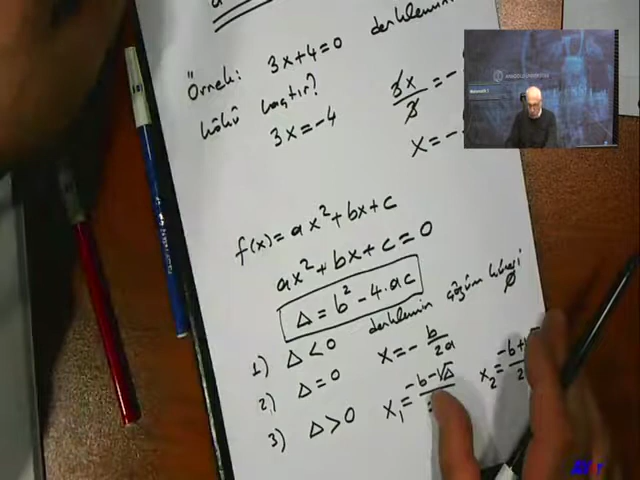 Örnek: 3x+4=0 denklemin
kökü kaçtır?
3x=-4
3x/3 = -
x = -
f(x)=ax²+bx+c
ax²+bx+c=0
Δ = b² - 4.ac
1) Δ<0 denklemin çözüm kümesi ∅
2) Δ=0 x=- b/2a
3) Δ>0 x₁= -b-√Δ x₂= -b+